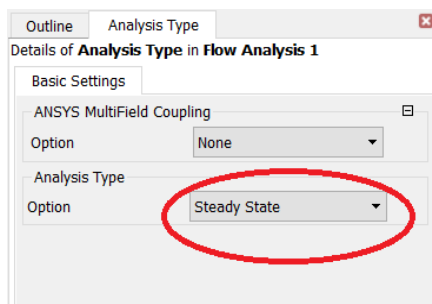 Outline Analysis Type
Details of Analysis Type in Flow Analysis 1
Basic Settings
ANSYS MultiField Coupling
Option None
Analysis Type
Option Steady State